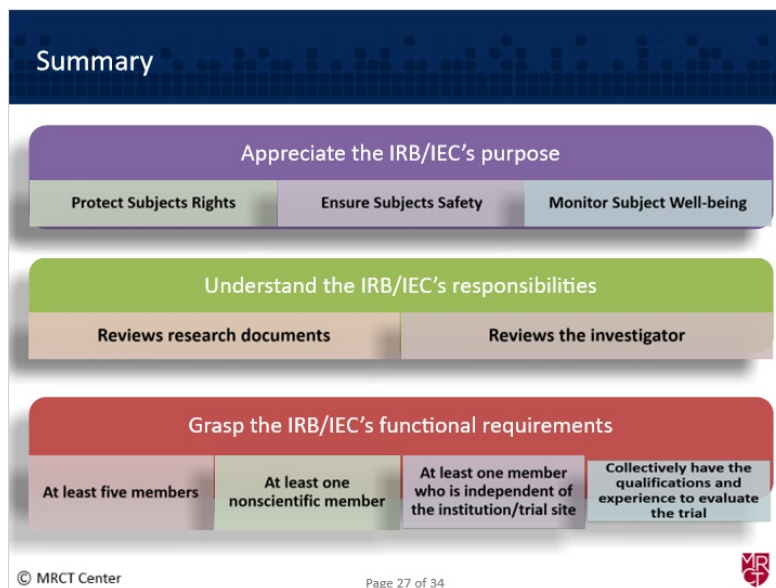 Summary
Appreciate the IRB/IEC's purpose
Protect Subjects Rights
Ensure Subjects Safety
Monitor Subject Well-being
Understand the IRB/IEC's responsibilities
Reviews research documents
Reviews the investigator
Grasp the IRB/IEC's functional requirements
At least five members
At least one
nonscientific member
At least one member
who is independent of
the institution/trial site
Collectively have the
qualifications and
experience to evaluate
the trial
© MRCT Center
Page 27 of 34
MR
CT